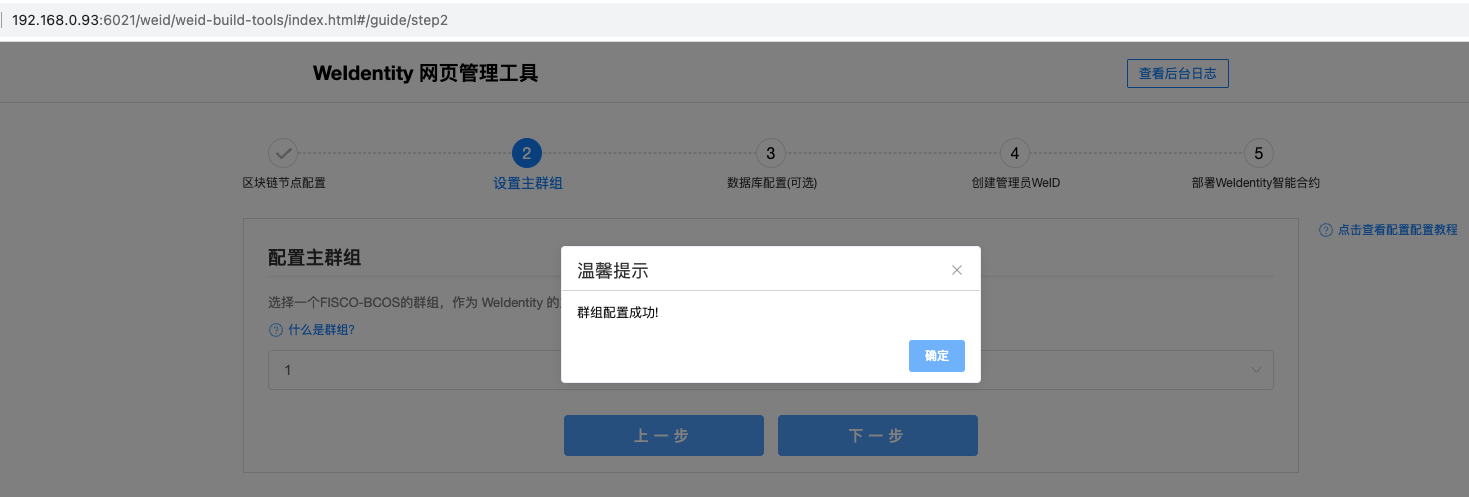 192.168.0.93:6021/weid/weid-build-tools/index.html#/guide/step2
WeIdentity 网页管理工具
查看后台日志
2
3
4
5
区块链节点配置
设置主群组
数据库配置(可选)
创建管理员WeID
部署WeIdentity智能合约
点击查看配置配置教程
配置主群组
温馨提示
选择一个FISCO-BCOS的群组，作为 WeIdentity 的
群组配置成功!
什么是群组?
确定
1
上一步
下一步